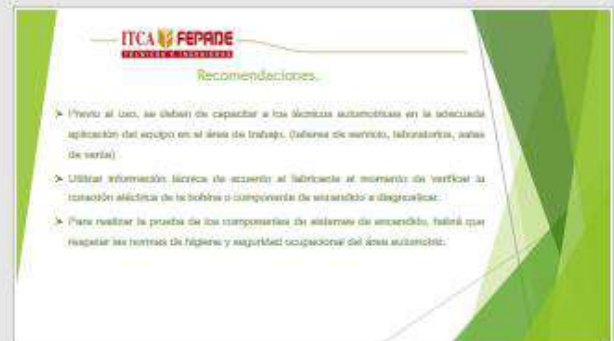 ITCA FEPADE
TÉCNICOS E INGENIEROS
Recomendaciones.
➤ Previo al uso, se deben de capacitar a los técnicos automotrices en la adecuada
aplicación del equipo en el área de trabajo. (talleres de servicio, laboratorios, salas
de venta)
➤ Utilizar información técnica de acuerdo al fabricante al momento de verificar la
conexión eléctrica de la bobina o componente de encendido a diagnosticar.
➤ Para realizar la prueba de los componentes de sistemas de encendido, habrá que
respetar las normas de higiene y seguridad ocupacional del área automotriz.